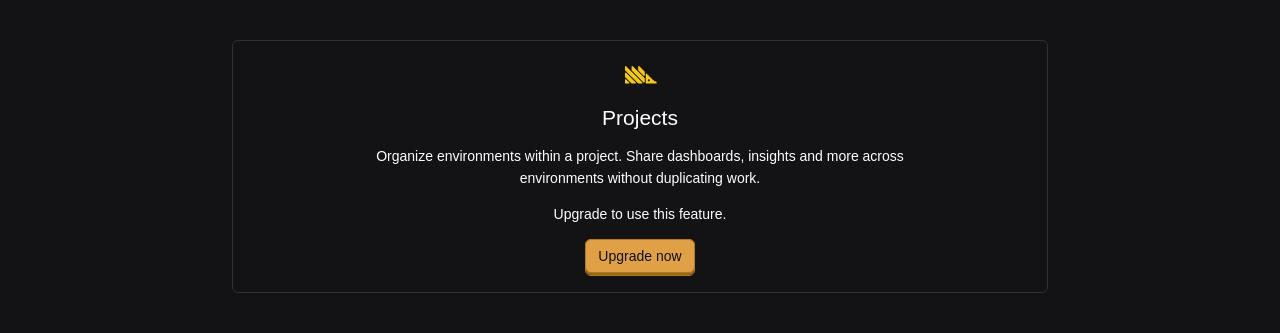 Projects
Organize environments within a project. Share dashboards, insights and more across
environments without duplicating work.
Upgrade to use this feature.
Upgrade now